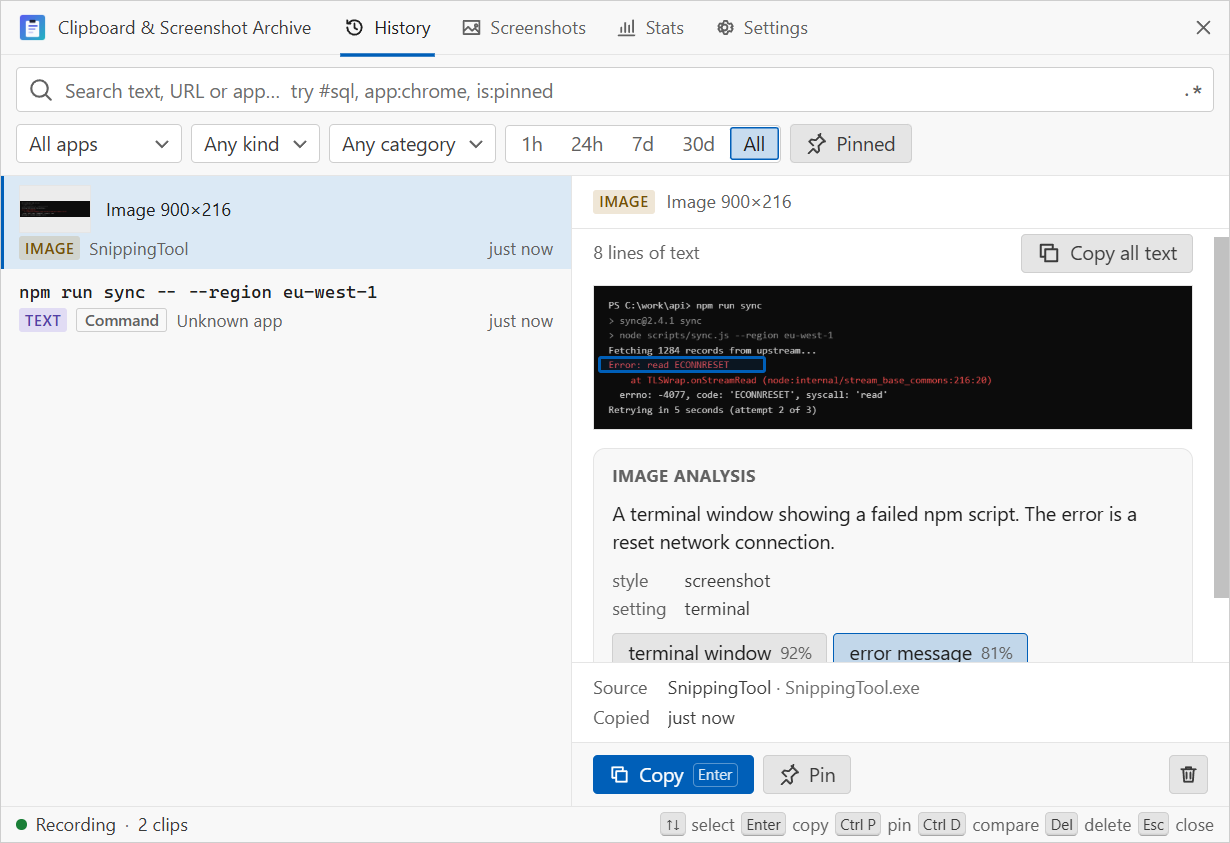 Clipboard & Screenshot Archive History Screenshots Stats Settings
Search text, URL or app... try #sql, app:chrome, is:pinned .*
All apps Any kind Any category 1h 24h 7d 30d All Pinned
Image 900×216
IMAGE SnippingTool just now
npm run sync -- --region eu-west-1
TEXT Command Unknown app just now
IMAGE Image 900×216
8 lines of text Copy all text
PS C:\work\api> npm run sync
> sync@2.4.1 sync
> node scripts/sync.js --region eu-west-1
Fetching 1284 records from upstream...
Error: read ECONNRESET
at TLSWrap.onStreamRead (node:internal/stream_base_commons:216:20)
errno: -4077, code: 'ECONNRESET', syscall: 'read'
Retrying in 5 seconds (attempt 2 of 3)
IMAGE ANALYSIS
A terminal window showing a failed npm script. The error is a
reset network connection.
style screenshot
setting terminal
terminal window 92% error message 81%
Source SnippingTool · SnippingTool.exe
Copied just now
Copy Enter Pin
Recording · 2 clips ↑↓ select Enter copy Ctrl P pin Ctrl D compare Del delete Esc close